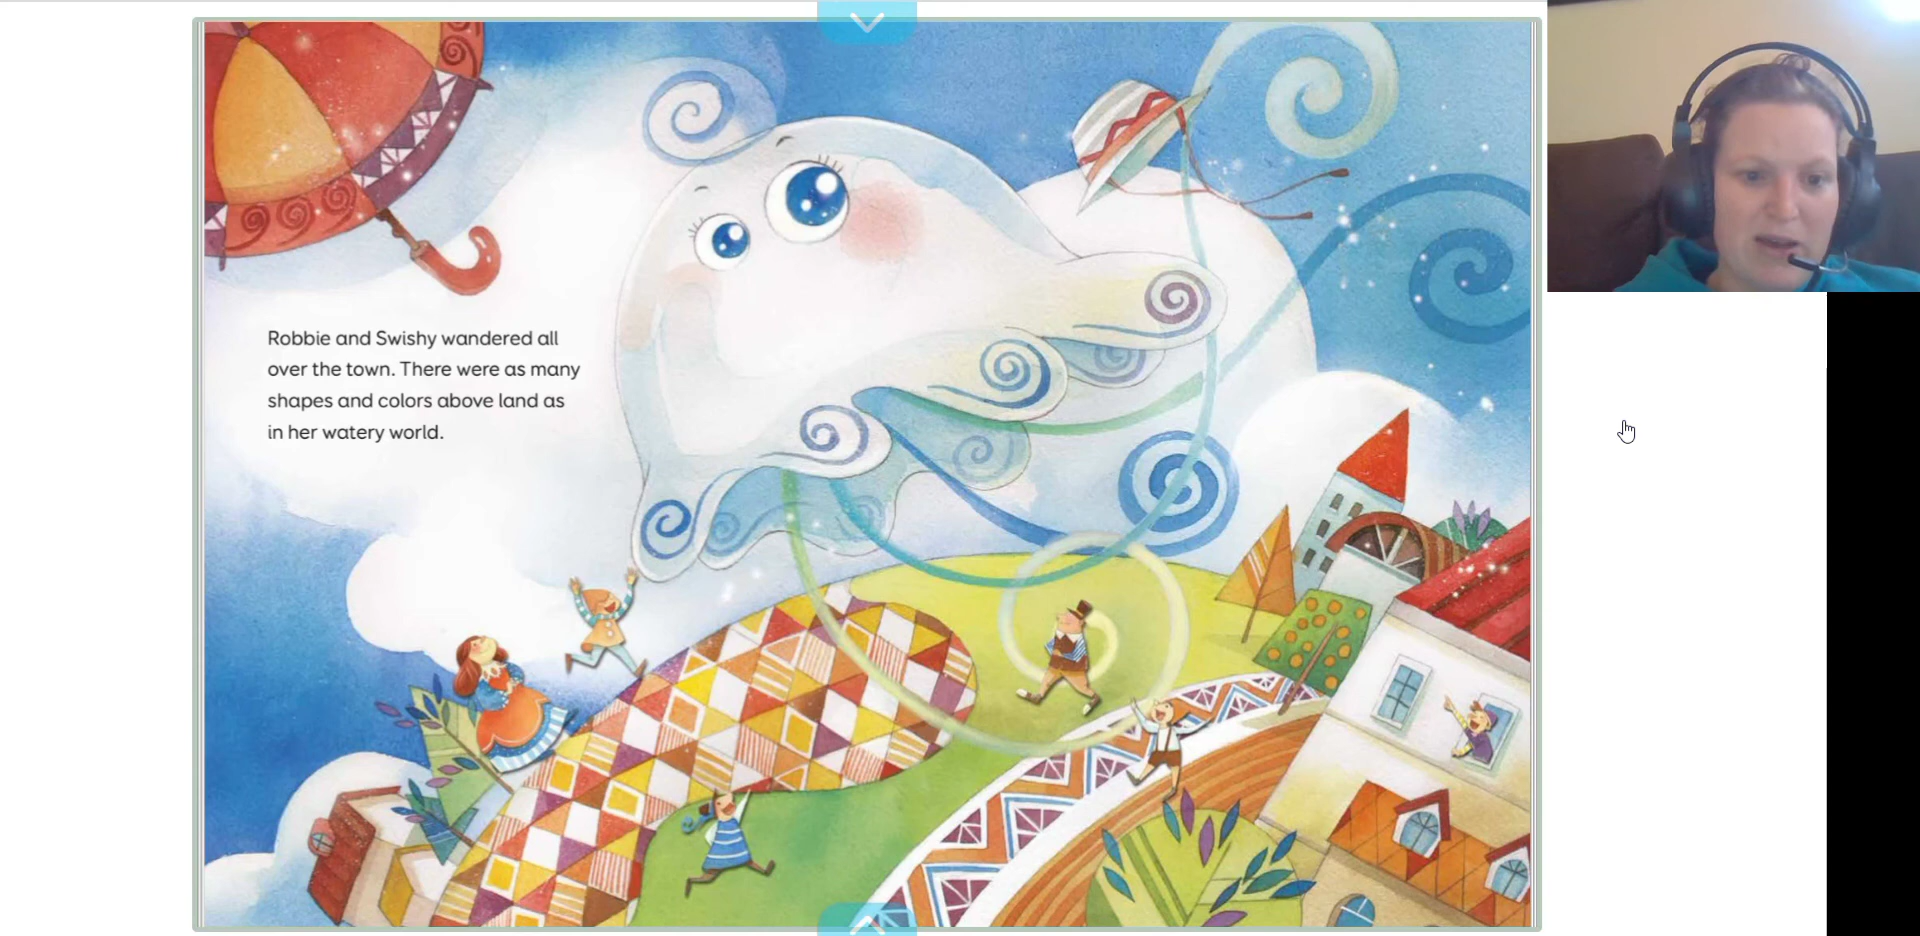 Robbie and Swishy wandered all
over the town. There were as many
shapes and colors above land as
in her watery world.